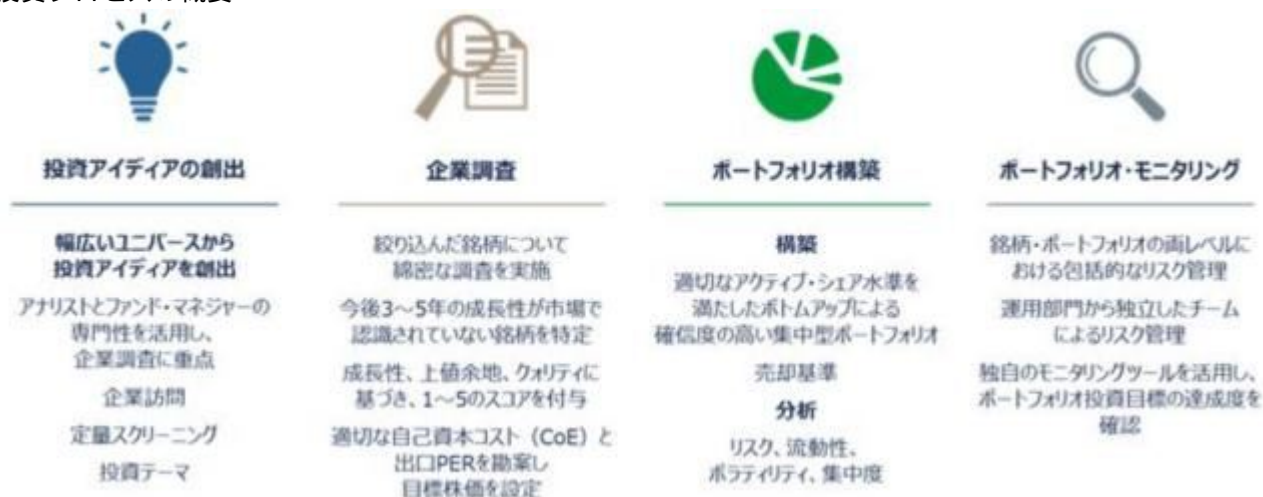 投資アイディアの創出
幅広いユニバースから
投資アイディアを創出
アナリストとファンド・マネジャーの
専門性を活用し、
企業調査に重点
企業訪問
定量スクリーニング
投資テーマ
企業調査
絞り込んだ銘柄について
綿密な調査を実施
今後3～5年の成長性が市場で
認識されていない銘柄を特定
成長性、上値余地、クオリティに
基づき、1～5のスコアを付与
適切な自己資本コスト（CoE）と
出口PERを勘案し
目標株価を設定
ポートフォリオ構築
構築
適切なアクティブ・シェア水準を
満たしたボトムアップによる
確信度の高い集中型ポートフォリオ
売却基準
分析
リスク、流動性、
ボラティリティ、集中度
ポートフォリオ・モニタリング
銘柄・ポートフォリオの両レベルに
おける包括的なリスク管理
運用部門から独立したチーム
によるリスク管理
独自のモニタリングツールを活用し、
ポートフォリオ投資目標の達成度を
確認